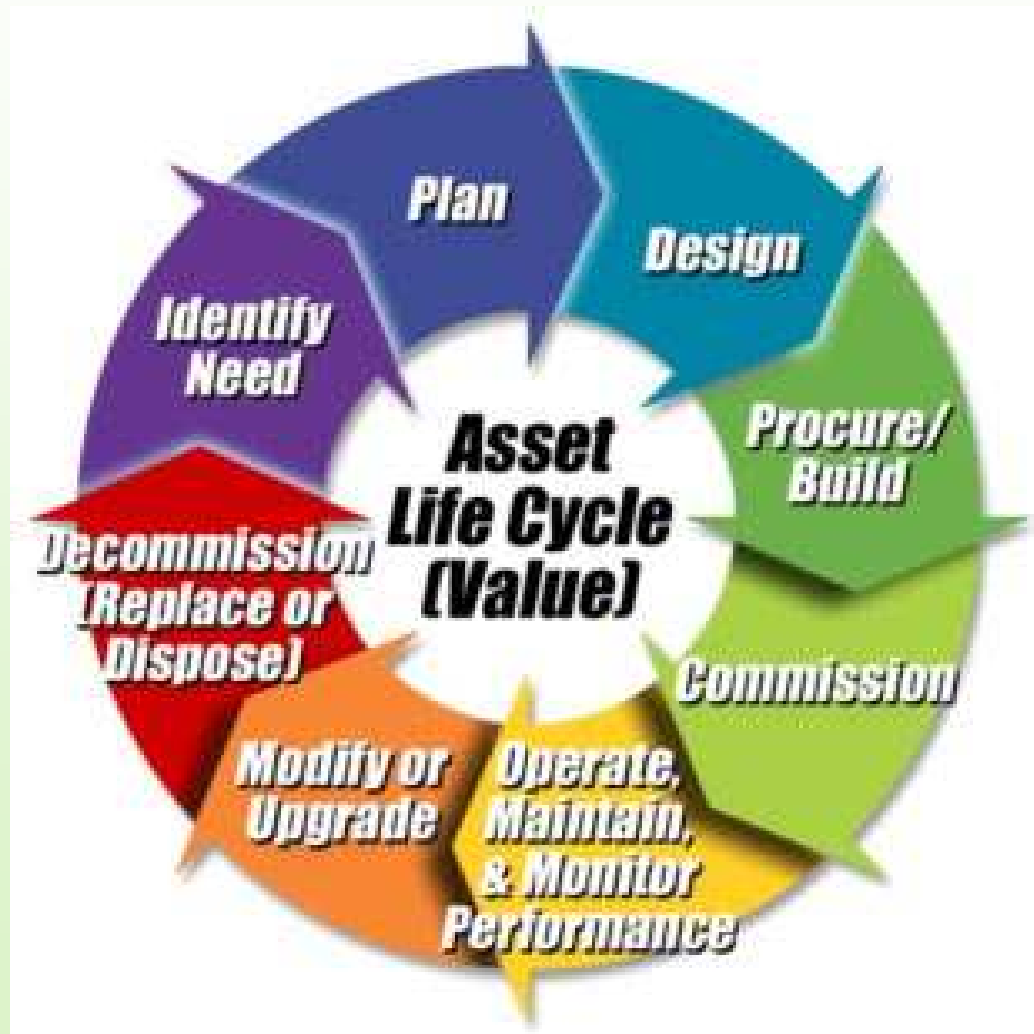 Plan
Design
Procure/
Build
Commission
Operate,
Maintain,
& Monitor
Performance
Modify or
Upgrade
Decommission
(Replace or
Dispose)
Identify
Need
Asset
Life Cycle
(Value)